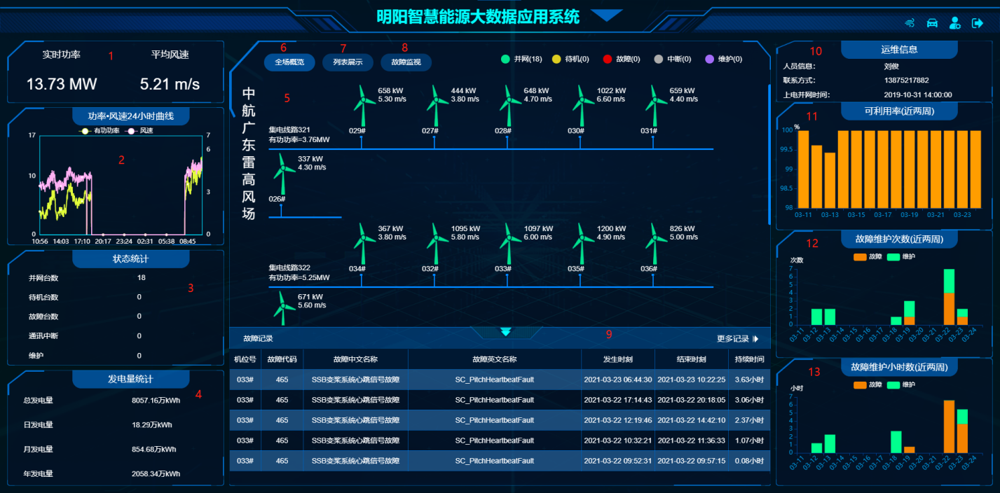 明阳智慧能源大数据应用系统
实时功率 1 平均风速
13.73 MW 5.21 m/s
功率•风速24小时曲线
有功功率 风速
17 7
6
2
10
3
0 0
10:56 14:03 17:10 20:17 23:24 02:31 05:38 08:45
状态统计
并网台数 18
3
待机台数 0
故障台数 0
通讯中断 0
维护 0
发电量统计
4
总发电量 8057.16万kWh
日发电量 18.29万kWh
月发电量 854.68万kWh
年发电量 2058.34万kWh
6 7 8
全场概览 列表展示 故障监视
并网(18) 待机(0) 故障(0) 中断(0) 维护(0)
中航广东雷高风场
5
658 kW 444 kW 648 kW 1022 kW 659 kW
5.30 m/s 3.80 m/s 4.70 m/s 6.60 m/s 4.40 m/s
集电线路321
029# 027# 028# 030# 031#
有功功率=3.76MW
337 kW
4.30 m/s
026#
367 kW 1095 kW 1097 kW 1200 kW 826 kW
3.80 m/s 5.80 m/s 6.00 m/s 4.90 m/s 5.00 m/s
集电线路322
034# 032# 033# 035# 036#
有功功率=5.25MW
671 kW
5.60 m/s
故障记录 9 更多记录
机位号 故障代码 故障中文名称 故障英文名称 发生时刻 结束时刻 持续时间
033# 465 SSB变桨系统心跳信号故障 SC_PitchHeartbeatFault 2021-03-23 06:44:30 2021-03-23 10:22:25 3.63小时
033# 465 SSB变桨系统心跳信号故障 SC_PitchHeartbeatFault 2021-03-22 17:14:43 2021-03-22 20:18:05 3.06小时
033# 465 SSB变桨系统心跳信号故障 SC_PitchHeartbeatFault 2021-03-22 12:19:46 2021-03-22 14:42:10 2.37小时
033# 465 SSB变桨系统心跳信号故障 SC_PitchHeartbeatFault 2021-03-22 10:32:21 2021-03-22 11:36:33 1.07小时
033# 465 SSB变桨系统心跳信号故障 SC_PitchHeartbeatFault 2021-03-22 09:52:31 2021-03-22 09:57:15 0.08小时
10 运维信息
人员信息: 刘俊
联系方式: 13875217882
上电并网时间: 2019-10-31 14:00:00
11 可利用率(近两周)
%
100
99.5
99
98.5
98
03-11 03-13 03-15 03-17 03-19 03-21 03-23
12 故障维护次数(近两周)
故障 维护
次数
7
6
5
4
3
2
1
0
03-11 03-12 03-13 03-14 03-15 03-16 03-17 03-18 03-19 03-20 03-21 03-22 03-23 03-24
13 故障维护小时数(近两周)
故障 维护
小时
7
6
5
4
3
2
1
0
03-11 03-12 03-13 03-14 03-15 03-16 03-17 03-18 03-19 03-20 03-21 03-22 03-23 03-24